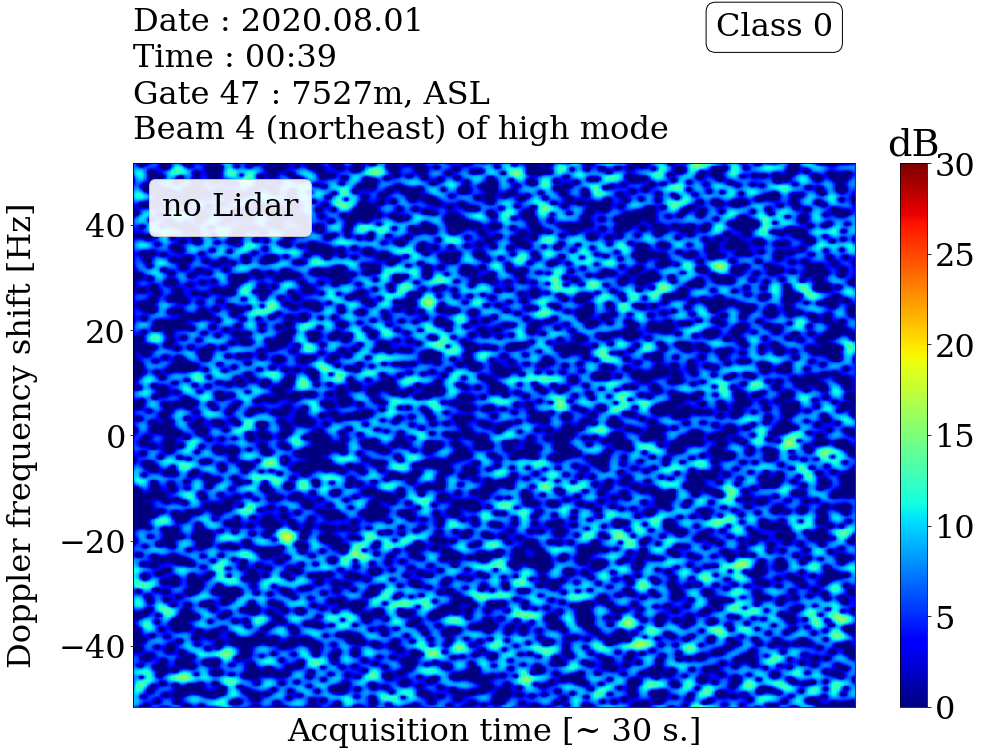 Date : 2020.08.01
Time : 00:39
Gate 47 : 7527m, ASL
Beam 4 (northeast) of high mode
Class 0
dB
no Lidar
Doppler frequency shift [Hz]
40
20
0
−20
−40
Acquisition time [~ 30 s.]
30
25
20
15
10
5
0